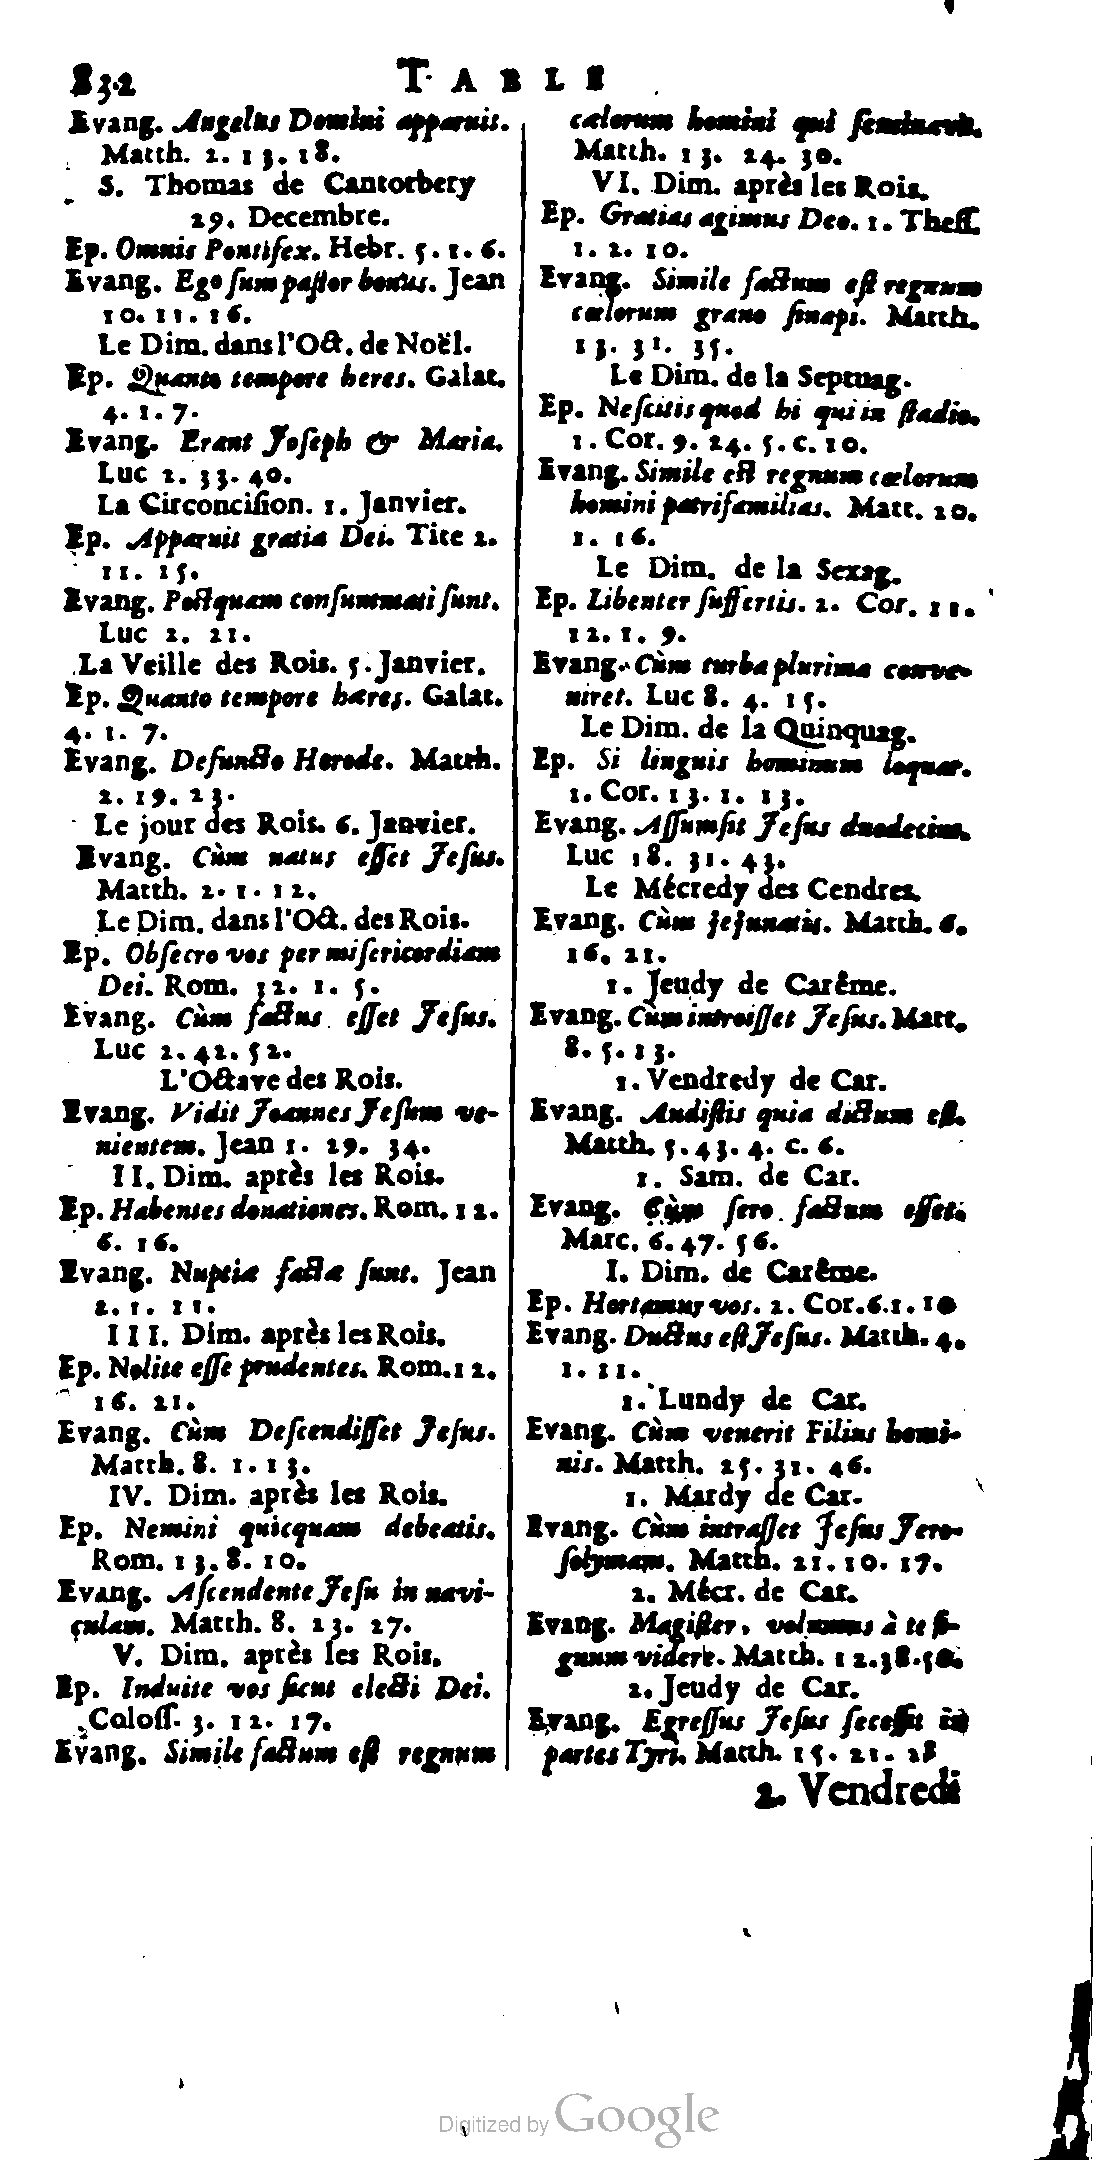 832 TABLE
Evang. Angelus Domini apparuit.
Matth. 2. 13. 18.
S. Thomas de Cantorbery
29. Decembre.
Ep. Omnis Pontifex. Hebr. 5. 1. 6.
Evang. Ego ſum paſtor bonus. Jean
10. 11. 16.
Le Dim. dans l'Oct. de Noël.
Ep. Quanto tempore heres. Galat.
4. 1. 7.
Evang. Erant Joſeph & Maria.
Luc 2. 33. 40.
La Circonciſion. 1. Janvier.
Ep. Apparuit gratia Dei. Tite 2.
11. 15.
Evang. Poſtquam conſummati ſunt.
Luc 2. 21.
La Veille des Rois. 5. Janvier.
Ep. Quanto tempore hæres. Galat.
4. 1. 7.
Evang. Defuncto Herode. Matth.
2. 19. 23.
Le jour des Rois. 6. Janvier.
Evang. Cùm natus eſſet Jeſus.
Matth. 2. 1. 12.
Le Dim. dans l'Oct. des Rois.
Ep. Obſecro vos per miſericordiam
Dei. Rom. 12. 1. 5.
Evang. Cùm factus eſſet Jeſus.
Luc 2. 42. 52.
L'Octave des Rois.
Evang. Vidit Joannes Jeſum ve-
nientem. Jean 1. 29. 34.
II. Dim. après les Rois.
Ep. Habentes donationes. Rom. 12.
6. 16.
Evang. Nuptiæ factæ ſunt. Jean
2. 1. 11.
III. Dim. après les Rois.
Ep. Nolite eſſe prudentes. Rom. 12.
16. 21.
Evang. Cùm Deſcendiſſet Jeſus.
Matth. 8. 1. 13.
IV. Dim. après les Rois.
Ep. Nemini quicquam debeatis.
Rom. 13. 8. 10.
Evang. Aſcendente Jeſu in navi-
culam. Matth. 8. 23. 27.
V. Dim. après les Rois.
Ep. Induite vos ſicut electi Dei.
Coloſſ. 3. 12. 17.
Evang. Simile factum eſt regnum
cælorum homini qui ſeminavit.
Matth. 13. 24. 30.
VI. Dim. après les Rois.
Ep. Gratias agimus Deo. 1. Theſſ.
1. 2. 10.
Evang. Simile factum eſt regnum
cœlorum grano ſinapi. Matth.
13. 31. 35.
Le Dim. de la Septuag.
Ep. Neſcitis quod hi qui in ſtadio.
1. Cor. 9. 24. 5. c. 10.
Evang. Simile eſt regnum cœlorum
homini patrifamilias. Matt. 20.
1. 16.
Le Dim. de la Sexag.
Ep. Libenter ſuffertis. 2. Cor. 11.
12. 1. 9.
Evang. Cùm turba plurima conve-
niret. Luc 8. 4. 15.
Le Dim. de la Quinquag.
Ep. Si linguis hominum loquar.
1. Cor. 13. 1. 13.
Evang. Aſſumſit Jeſus duodecim.
Luc 18. 31. 43.
Le Mécredy des Cendres.
Evang. Cùm jejunatis. Matth. 6.
16. 21.
1. Jeudy de Carême.
Evang. Cùm introiſſet Jeſus. Matt.
8. 5. 13.
1. Vendredy de Car.
Evang. Audiſtis quia dictum eſt.
Matth. 5. 43. 4. c. 6.
1. Sam. de Car.
Evang. Cùm ſero factum eſſet.
Marc. 6. 47. 56.
I. Dim. de Carême.
Ep. Hortamur vos. 2. Cor. 6. 1. 10
Evang. Ductus eſt Jeſus. Matth. 4.
1. 11.
1. Lundy de Car.
Evang. Cùm venerit Filius homi-
nis. Matth. 25. 31. 46.
1. Mardy de Car.
Evang. Cùm intraſſet Jeſus Jero-
ſolymam. Matth. 21. 10. 17.
2. Mécr. de Car.
Evang. Magiſter, volumus à te ſi-
gnum videre. Matth. 12. 38. 50.
2. Jeudy de Car.
Evang. Egreſſus Jeſus ſeceſſit in
partes Tyri. Matth. 15. 21. 28
2. Vendredi
Digitized by Google